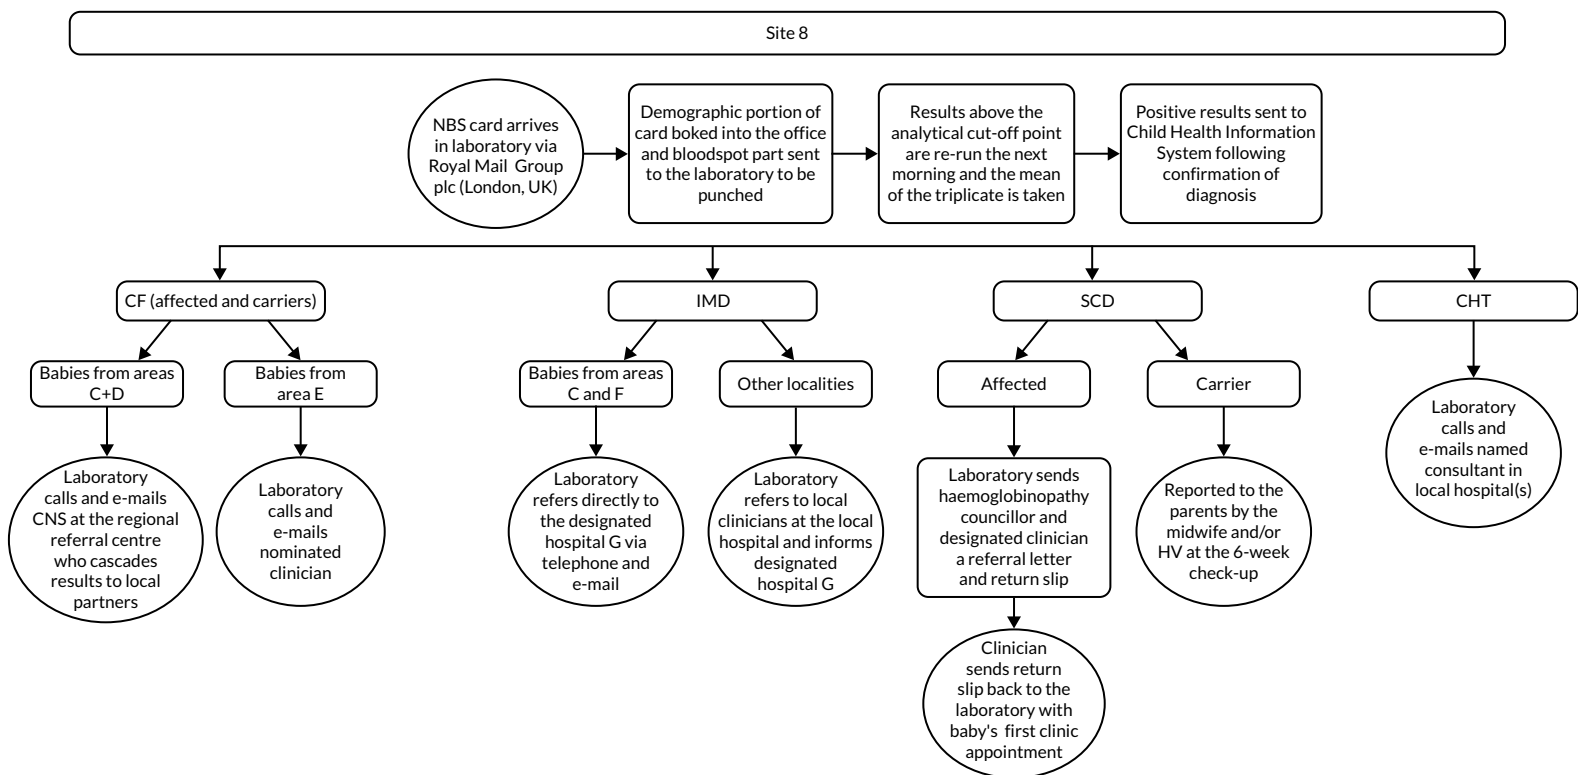 Site 8
NBS card arrives
in laboratory via
Royal Mail Group
plc (London, UK)
Demographic portion of
card boked into the office
and bloodspot part sent
to the laboratory to be
punched
Results above the
analytical cut-off point
are re-run the next
morning and the mean
of the triplicate is taken
Positive results sent to
Child Health Information
System following
confirmation of
diagnosis
CF (affected and carriers)
IMD
SCD
CHT
Babies from areas
C+D
Babies from
area E
Babies from areas
C and F
Other localities
Affected
Carrier
Laboratory
calls and e-mails
CNS at the regional
referral centre
who cascades
results to local
partners
Laboratory
calls and
e-mails
nominated
clinician
Laboratory
refers directly to
the designated
hospital G via
telephone and
e-mail
Laboratory
refers to local
clinicians at the local
hospital and informs
designated
hospital G
Laboratory sends
haemoglobinopathy
councillor and
designated clinician
a referral letter
and return slip
Reported to the
parents by the
midwife and/or
HV at the 6-week
check-up
Laboratory
calls and
e-mails named
consultant in
local hospital(s)
Clinician
sends return
slip back to the
laboratory with
baby's first clinic
appointment